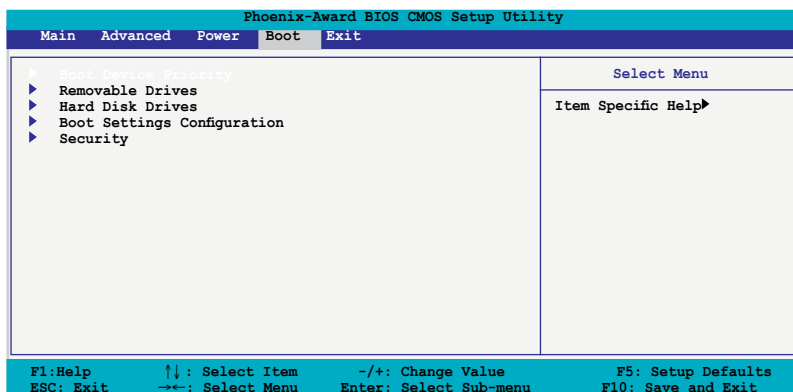 Phoenix-Award BIOS CMOS Setup Utility
Main Advanced Power Boot Exit
Boot Device Priority
Removable Drives
Hard Disk Drives
Boot Settings Configuration
Security
Select Menu
Item Specific Help
F1:Help ↑↓: Select Item -/+: Change Value F5: Setup Defaults
ESC: Exit →←: Select Menu Enter: Select Sub-menu F10: Save and Exit